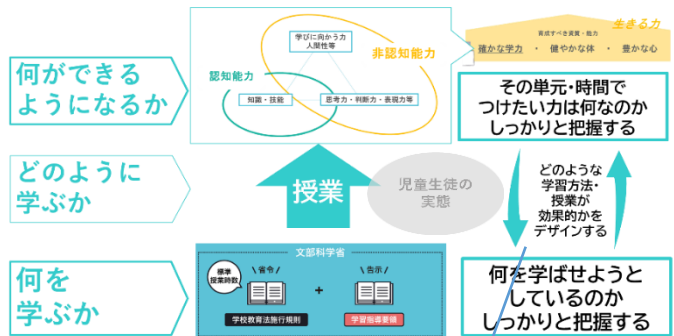 何ができる
ようになるか
どのように
学ぶか
何を
学ぶか
学びに向かう力
人間性等
非認知能力
認知能力
知識・技能
思考力・判断力・表現力等
授業
児童生徒の
実態
文部科学省
標準
授業時数
\省令/
\告示/
+
学校教育法施行規則
学習指導要領
生きる力
育成すべき資質・能力
確かな学力 ・ 健やかな体 ・ 豊かな心
その単元・時間で
つけたい力は何なのか
しっかりと把握する
どのような
学習方法・
授業が
効果的かを
デザインする
何を学ばせようと
しているのか
しっかりと把握する